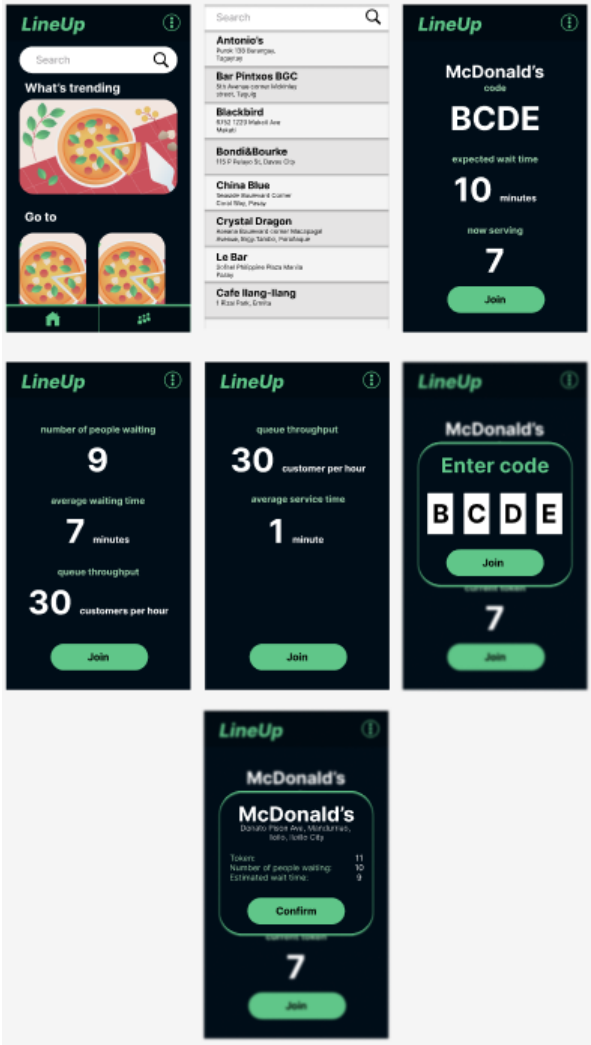 LineUp
Search
What's trending
Go to
Search
Antonio's
Purok 138 Barangay,
Tagaytay
Bar Pintxos BGC
5th Avenue corner McKinley
street, Taguig
Blackbird
6752 1229 Makati Ave
Makati
Bondi&Bourke
115 P Pelayo St, Davao City
China Blue
Seaside Boulevard Corner
Coral Way, Pasay
Crystal Dragon
Aseana Boulevard corner Macapagal
Avenue, Brgy. Tambo, Parañaque
Le Bar
Sofitel Philippine Plaza Manila
Pasay
Cafe Ilang-Ilang
1 Rizal Park, Ermita
LineUp
McDonald's
code
BCDE
expected wait time
10 minutes
now serving
7
Join
LineUp
number of people waiting
9
average waiting time
7 minutes
queue throughput
30 customers per hour
Join
LineUp
queue throughput
30 customer per hour
average service time
1 minute
Join
LineUp
McDonald's
Enter code
B C D E
Join
current token
7
Join
LineUp
McDonald's
McDonald's
Donato Pison Ave, Mandurriao,
Iloilo, Iloilo City
Token: 11
Number of people waiting: 10
Estimated wait time: 9
Confirm
current token
7
Join